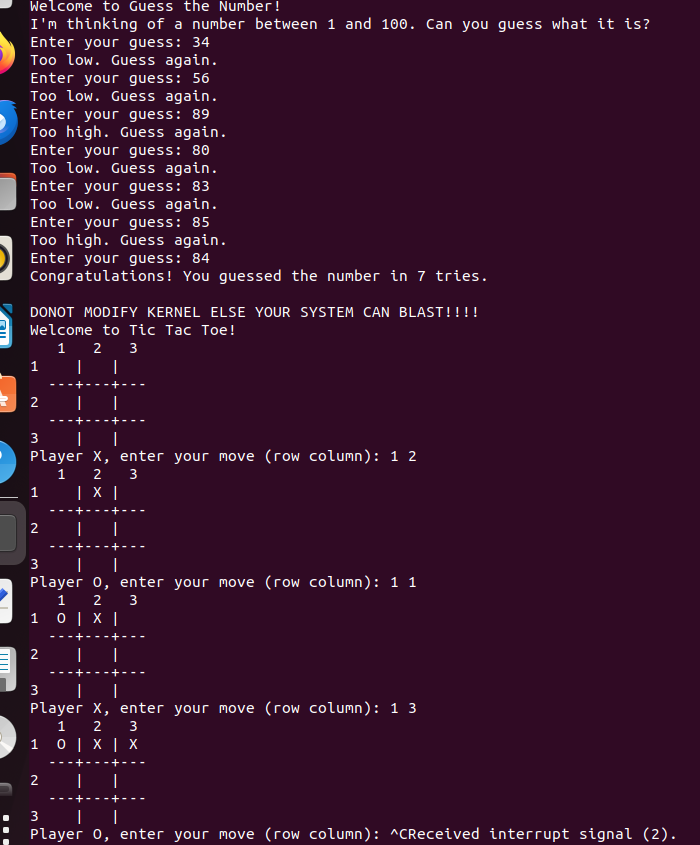 Welcome to Guess the Number!
I'm thinking of a number between 1 and 100. Can you guess what it is?
Enter your guess: 34
Too low. Guess again.
Enter your guess: 56
Too low. Guess again.
Enter your guess: 89
Too high. Guess again.
Enter your guess: 80
Too low. Guess again.
Enter your guess: 83
Too low. Guess again.
Enter your guess: 85
Too high. Guess again.
Enter your guess: 84
Congratulations! You guessed the number in 7 tries.

DONOT MODIFY KERNEL ELSE YOUR SYSTEM CAN BLAST!!!!
Welcome to Tic Tac Toe!
   1   2   3
1    |   |
  ---+---+---
2    |   |
  ---+---+---
3    |   |
Player X, enter your move (row column): 1 2
   1   2   3
1    | X |
  ---+---+---
2    |   |
  ---+---+---
3    |   |
Player O, enter your move (row column): 1 1
   1   2   3
1  O | X |
  ---+---+---
2    |   |
  ---+---+---
3    |   |
Player X, enter your move (row column): 1 3
   1   2   3
1  O | X | X
  ---+---+---
2    |   |
  ---+---+---
3    |   |
Player O, enter your move (row column): ^CReceived interrupt signal (2).